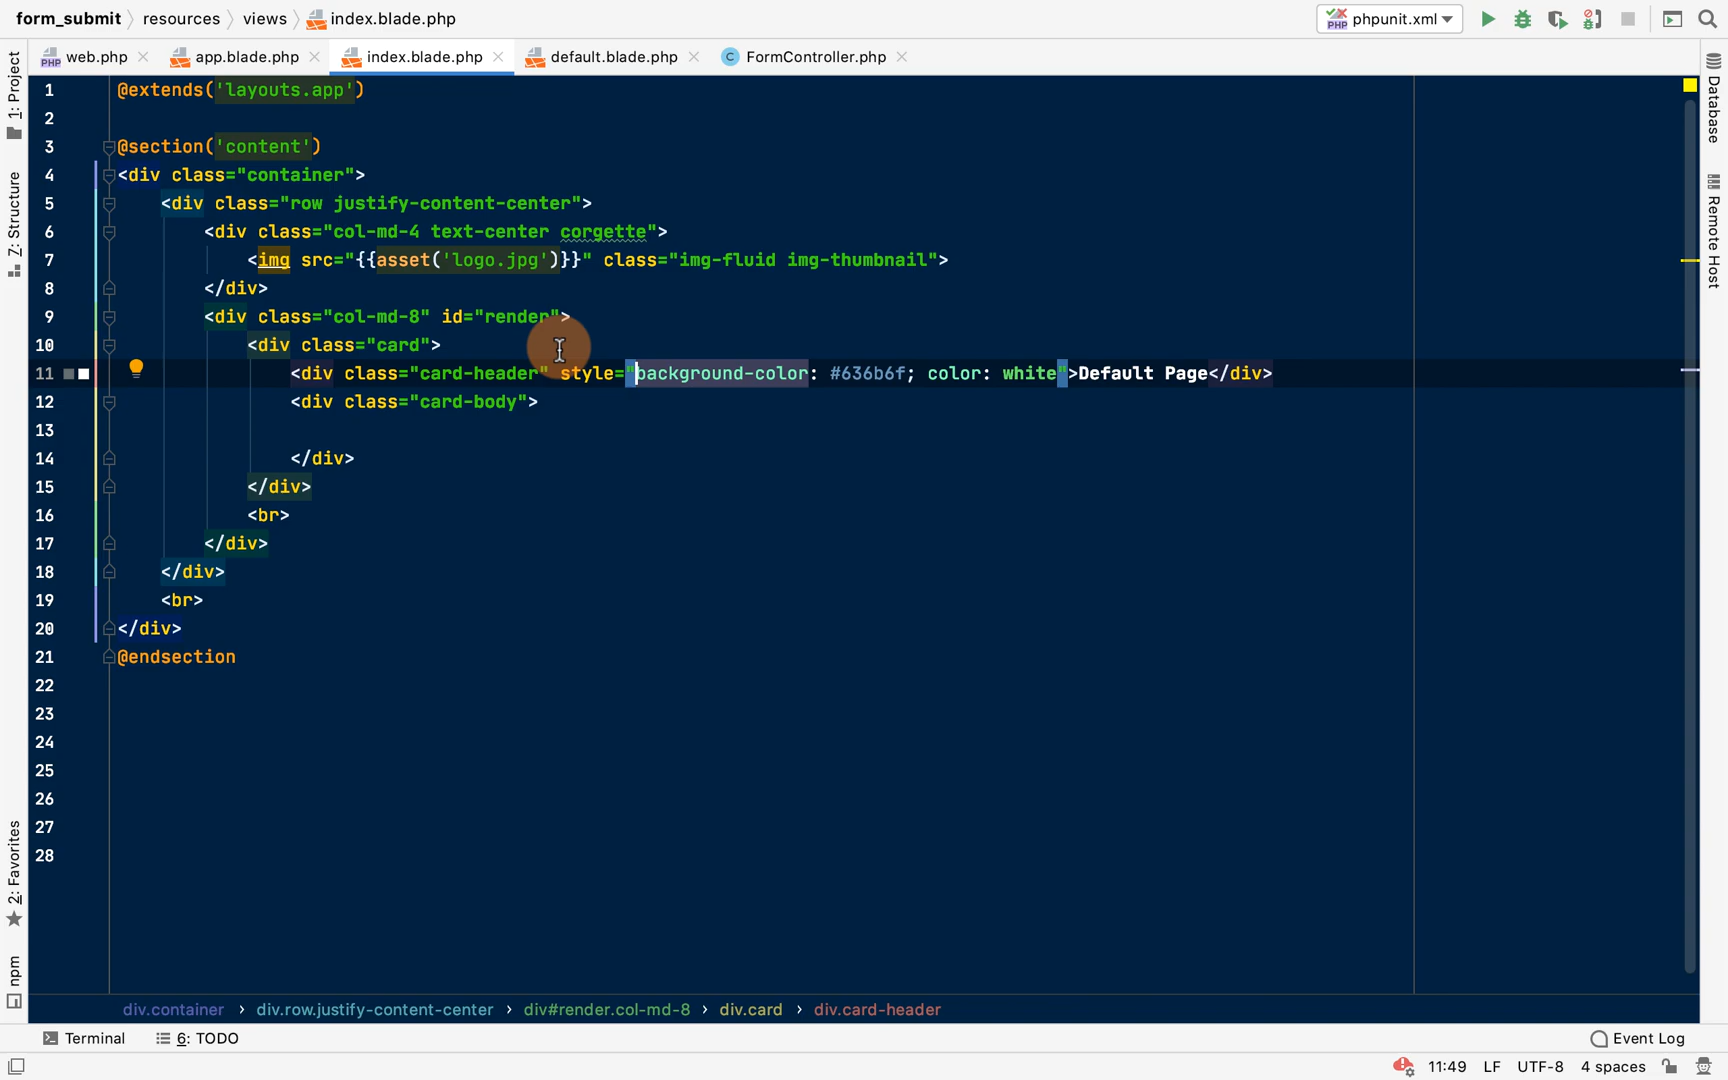 form_submit resources views index.blade.php phpunit.xml
web.php app.blade.php index.blade.php default.blade.php FormController.php
1: Project
7: Structure
2: Favorites
npm
1 @extends('layouts.app')
2
3 @section('content')
4 <div class="container">
5 <div class="row justify-content-center">
6 <div class="col-md-4 text-center corgette">
7 <img src="{{asset('logo.jpg')}}" class="img-fluid img-thumbnail">
8 </div>
9 <div class="col-md-8" id="render">
10 <div class="card">
11 <div class="card-header" style="background-color: #636b6f; color: white">Default Page</div>
12 <div class="card-body">
13
14 </div>
15 </div>
16 <br>
17 </div>
18 </div>
19 <br>
20 </div>
21 @endsection
22
23
24
25
26
27
28
Database
Remote Host
div.container › div.row.justify-content-center › div#render.col-md-8 › div.card › div.card-header
Terminal 6: TODO Event Log
11:49 LF UTF-8 4 spaces